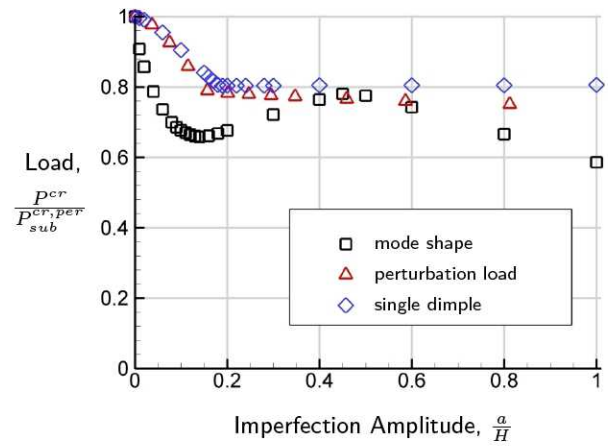 1
0.8
0.6
0.4
0.2
0
Load,
P^{cr}
P_{sub}^{cr,per}
mode shape
perturbation load
single dimple
0 0.2 0.4 0.6 0.8 1
Imperfection Amplitude, a/H